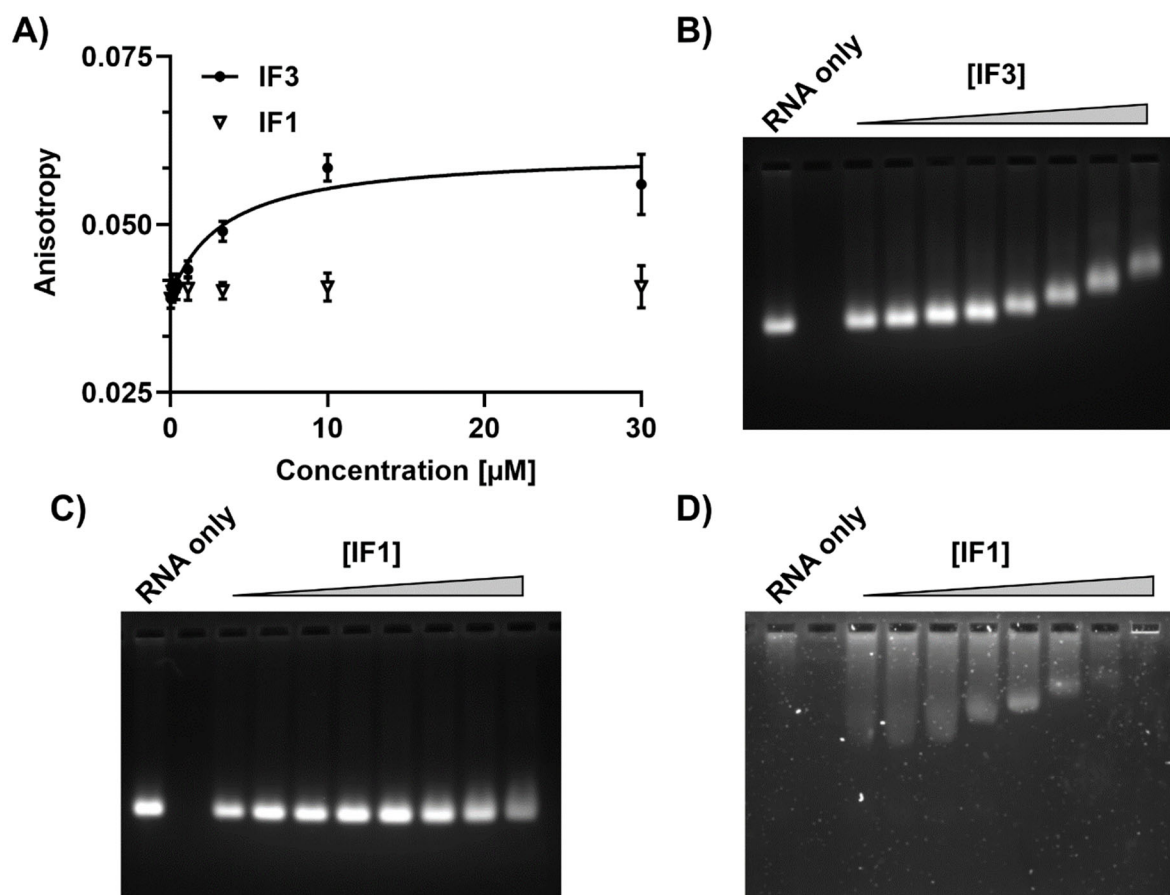 A)
0.075
0.050
0.025
Anisotropy
IF3
IF1
0
10
20
30
Concentration [µM]
B)
RNA only
[IF3]
C)
RNA only
[IF1]
D)
RNA only
[IF1]